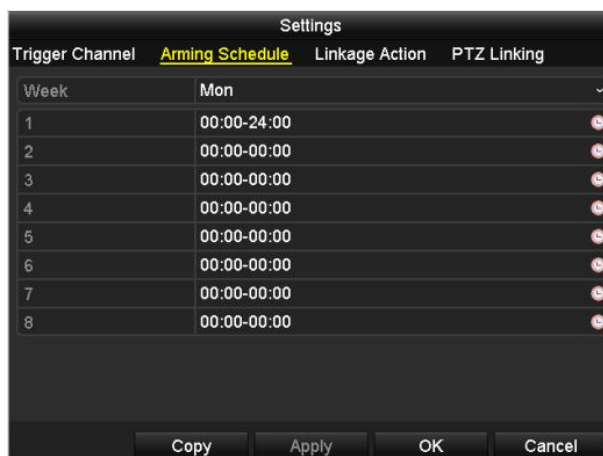 Settings
Trigger Channel Arming Schedule Linkage Action PTZ Linking
Week Mon
1 00:00-24:00
2 00:00-00:00
3 00:00-00:00
4 00:00-00:00
5 00:00-00:00
6 00:00-00:00
7 00:00-00:00
8 00:00-00:00
Copy Apply OK Cancel